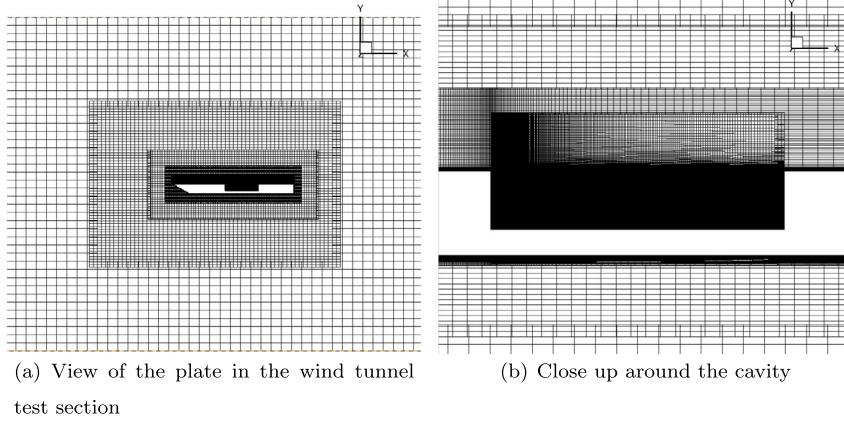 Y
X
Z
Y
X
Z
(a) View of the plate in the wind tunnel
test section
(b) Close up around the cavity